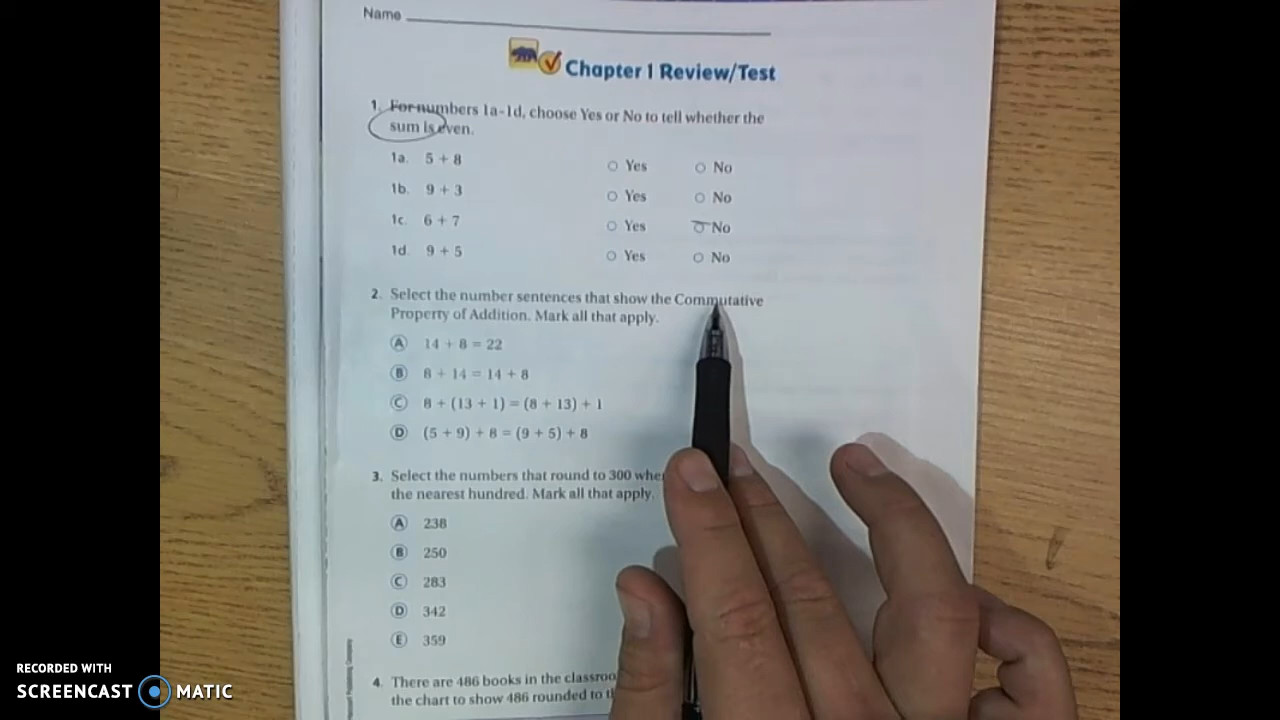 Name
Chapter 1 Review/Test
1. For numbers 1a-1d, choose Yes or No to tell whether the
sum is even.
1a. 5 + 8 ○ Yes ○ No
1b. 9 + 3 ○ Yes ○ No
1c. 6 + 7 ○ Yes ○ No
1d. 9 + 5 ○ Yes ○ No
2. Select the number sentences that show the Commutative
Property of Addition. Mark all that apply.
A 14 + 8 = 22
B 8 + 14 = 14 + 8
C 8 + (13 + 1) = (8 + 13) + 1
D (5 + 9) + 8 = (9 + 5) + 8
3. Select the numbers that round to 300
the nearest hundred. Mark all that apply.
A 238
B 250
C 283
D 342
E 359
4. There are 486 books in the
the chart to show 486 rounded to
RECORDED WITH
SCREENCAST MATIC